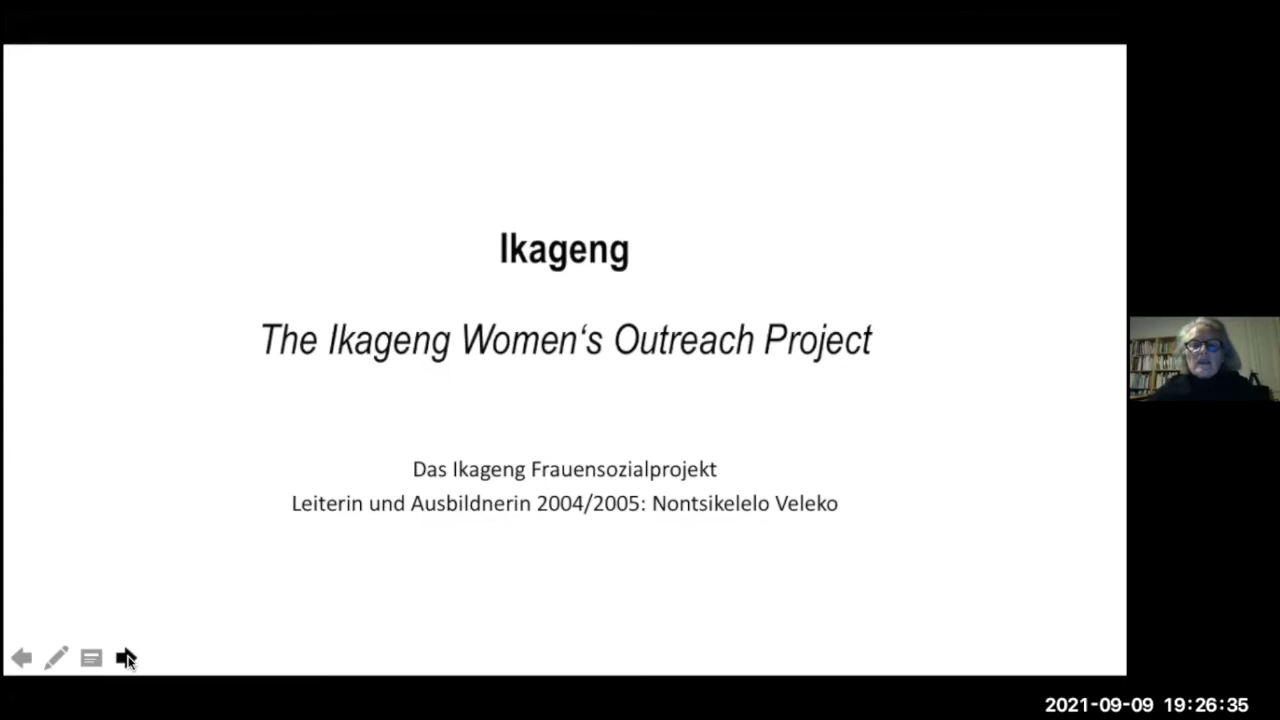 Ikageng
The Ikageng Women‘s Outreach Project
Das Ikageng Frauensozialprojekt
Leiterin und Ausbildnerin 2004/2005: Nontsikelelo Veleko
2021-09-09 19:26:35